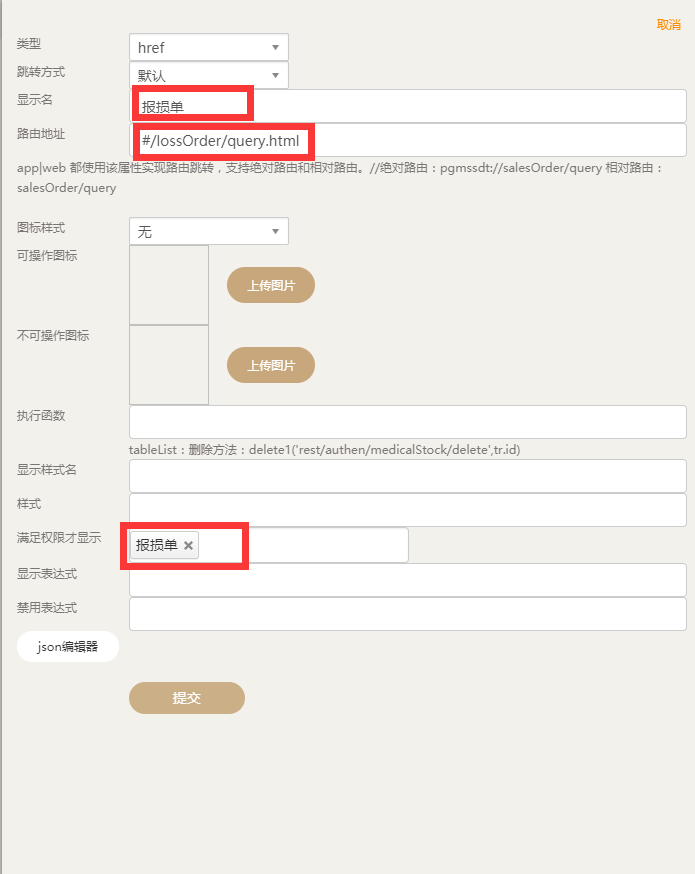 取消
类型 href
跳转方式 默认
显示名 报损单
路由地址 #/lossOrder/query.html
app|web 都使用该属性实现路由跳转，支持绝对路由和相对路由。//绝对路由：pgmssdt://salesOrder/query 相对路由：
salesOrder/query
图标样式 无
可操作图标
上传图片
不可操作图标
上传图片
执行函数
tableList：删除方法：delete1('rest/authen/medicalStock/delete',tr.id)
显示样式名
样式
满足权限才显示 报损单 ×
显示表达式
禁用表达式
json编辑器
提交